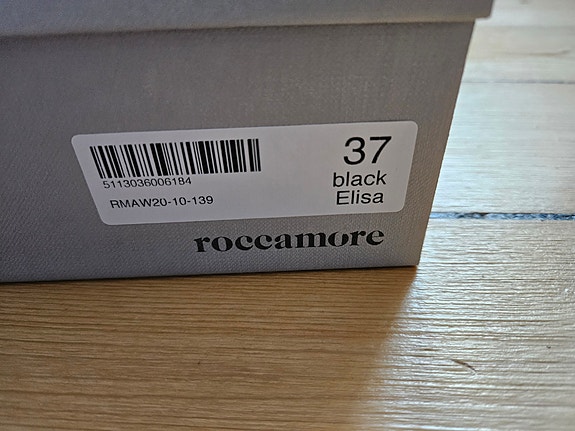 37
black
Elisa
5113036006184
RMAW20-10-139
roccamore